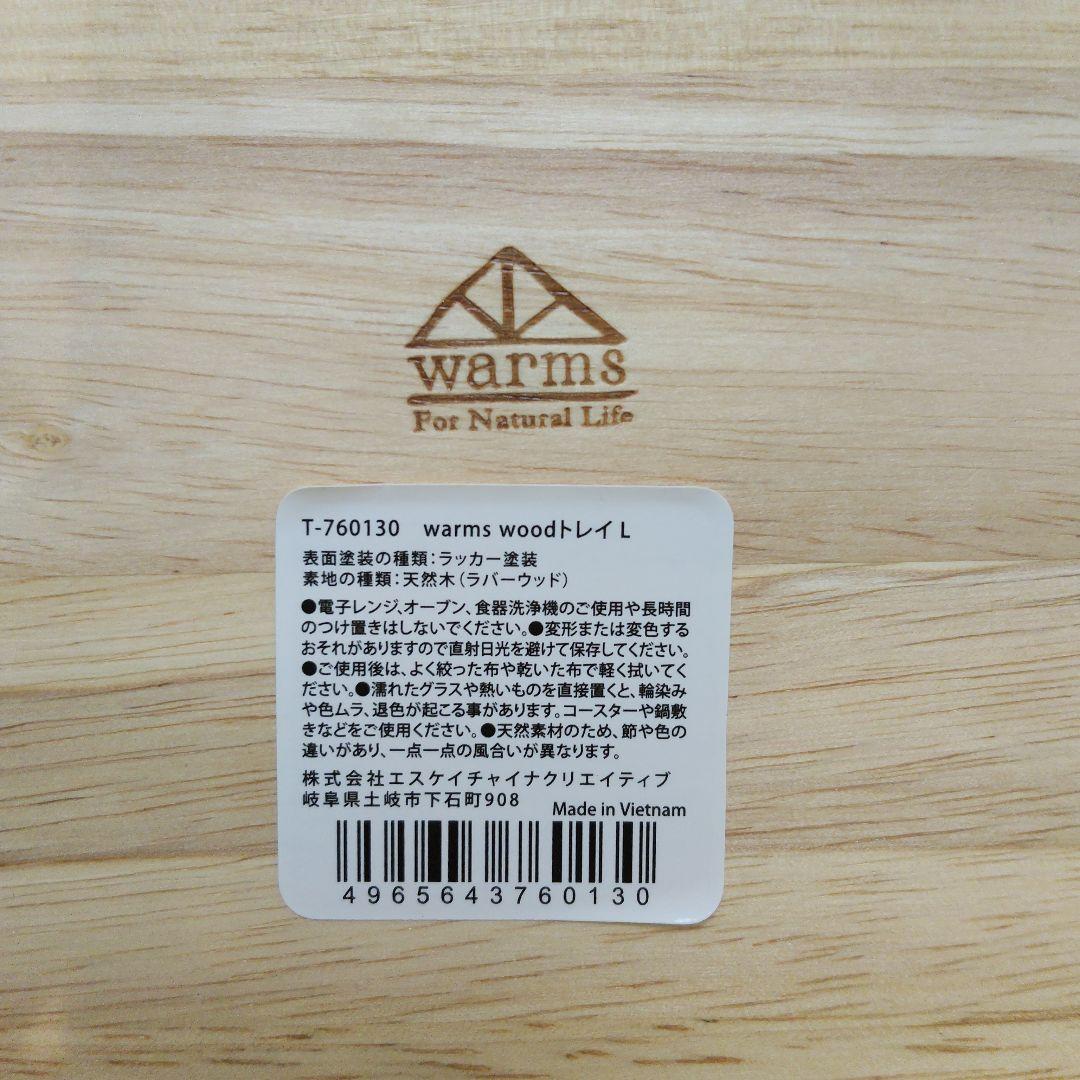 warms
For Natural Life
T-760130 warms woodトレイ L
表面塗装の種類：ラッカー塗装
素地の種類：天然木（ラバーウッド）
●電子レンジ、オーブン、食器洗浄機のご使用や長時間
のつけ置きはしないでください。●変形または変色する
おそれがありますので直射日光を避けて保存してください。
●ご使用後は、よく絞った布や乾いた布で軽く拭いてく
ださい。●濡れたグラスや熱いものを直接置くと、輪染み
や色ムラ、退色が起こる事があります。コースターや鍋敷
きなどをご使用ください。●天然素材のため、節や色の
違いがあり、一点一点の風合いが異なります。
株式会社エスケイチャイナクリエイティブ
岐阜県土岐市下石町908
Made in Vietnam
4965643760130